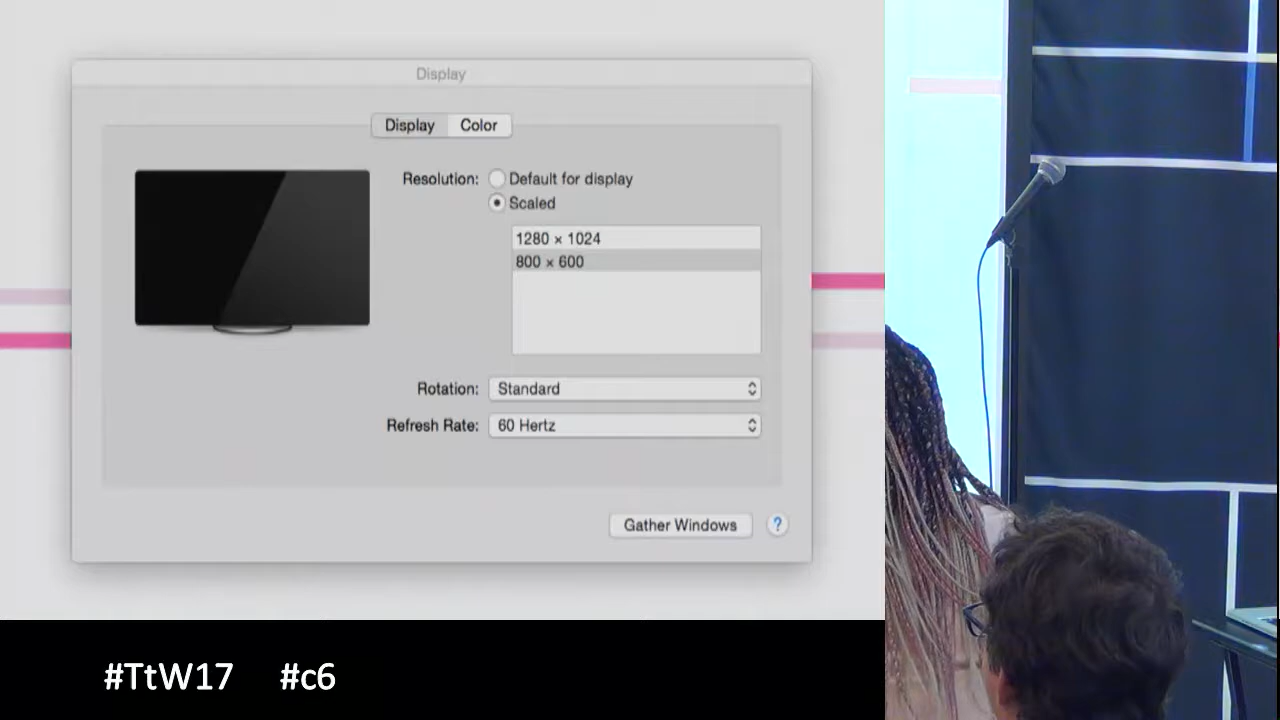 Display
Display Color
Resolution: Default for display
Scaled
1280 × 1024
800 × 600
Rotation: Standard
Refresh Rate: 60 Hertz
Gather Windows ?
#TtW17 #c6